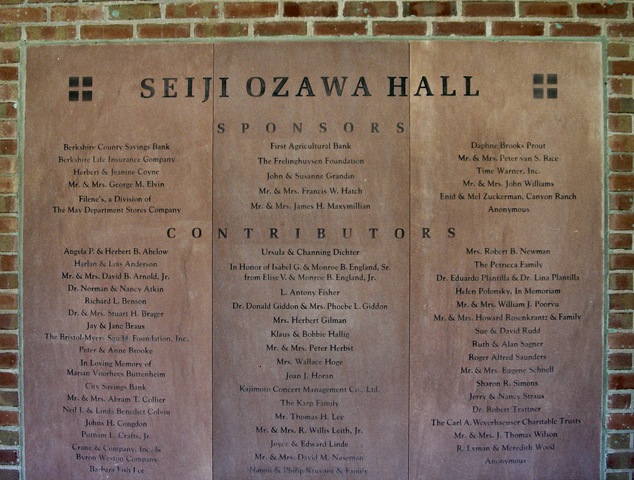 SEIJI OZAWA HALL
SPONSORS
Berkshire County Savings Bank
Berkshire Life Insurance Company
Herbert & Jeanine Coyne
Mr. & Mrs. George M. Elvin
Filene's, a Division of
The May Department Stores Company
First Agricultural Bank
The Frelinghuysen Foundation
John & Susanne Grandin
Mr. & Mrs. Francis W. Hatch
Mr. & Mrs. James H. Maxymillian
Daphne Brooks Prout
Mr. & Mrs. Peter van S. Rice
Time Warner, Inc.
Mr. & Mrs. John Williams
Enid & Mel Zuckerman, Canyon Ranch
Anonymous
CONTRIBUTORS
Angela P. & Herbert B. Abelow
Harlan & Lois Anderson
Mr. & Mrs. David B. Arnold, Jr.
Dr. Norman & Nancy Atkin
Richard L. Benson
Dr. & Mrs. Stuart H. Brager
Jay & Jane Braus
The Bristol-Myers Squibb Foundation, Inc.
Peter & Anne Brooke
In Loving Memory of
Marian Voorhees Buttenheim
City Savings Bank
Mr. & Mrs. Abram T. Collier
Neil J. & Linda Benedict Colvin
Johns H. Congdon
Putnam L. Crafts, Jr.
Crane & Company, Inc., &
Byron Weston Company
Barbara Fish Lee
Ursula & Channing Dichter
In Honor of Isabel G. & Monroe B. England, Sr.
from Elise V. & Monroe B. England, Jr.
L. Antony Fisher
Dr. Donald Giddon & Mrs. Phoebe L. Giddon
Mrs. Herbert Gilman
Klaus & Bobbie Hallig
Mr. & Mrs. Peter Herbst
Mrs. Wallace Hoge
Joan J. Horan
Kajimoto Concert Management Co., Ltd.
The Karp Family
Mr. Thomas H. Lee
Mr. & Mrs. R. Willis Leith, Jr.
Joyce & Edward Linde
Mr. & Mrs. David M. Naseman
& Philip & Family
Mrs. Robert B. Newman
The Petricca Family
Dr. Eduardo Plantilla & Dr. Lina Plantilla
Helen Polonsky, In Memoriam
Mr. & Mrs. William J. Poorvu
Mr. & Mrs. Howard Rosenkrantz & Family
Sue & David Rudd
Ruth & Alan Sagner
Roger Alfred Saunders
Mr. & Mrs. Eugene Schnell
Sharon R. Simons
Jerry & Nancy Straus
Dr. Robert Trattner
The Carl A. Weyerhaeuser Charitable Trusts
Mr. & Mrs. J. Thomas Wilson
R. Lyman & Meredith Wood
Anonymous